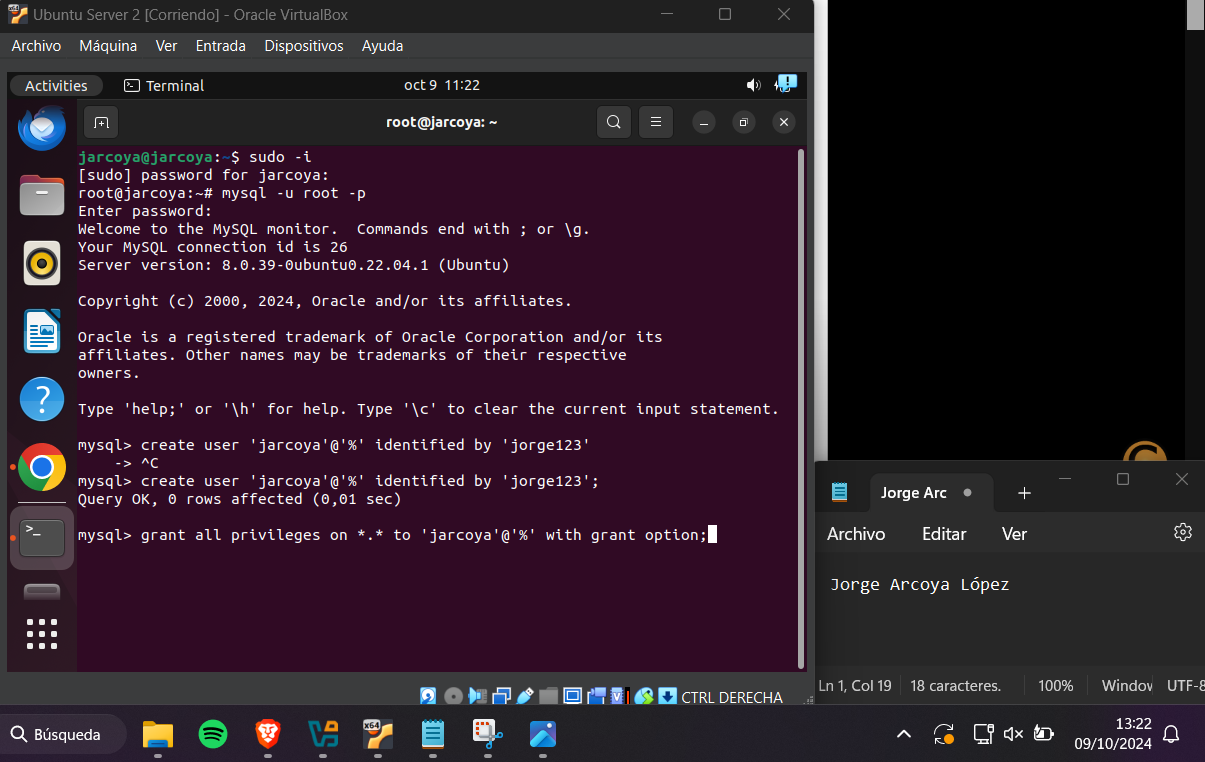 Ubuntu Server 2 [Corriendo] - Oracle VirtualBox
Archivo Máquina Ver Entrada Dispositivos Ayuda
Activities Terminal oct 9 11:22
root@jarcoya: ~
jarcoya@jarcoya:~$ sudo -i
[sudo] password for jarcoya:
root@jarcoya:~# mysql -u root -p
Enter password:
Welcome to the MySQL monitor.  Commands end with ; or \g.
Your MySQL connection id is 26
Server version: 8.0.39-0ubuntu0.22.04.1 (Ubuntu)
Copyright (c) 2000, 2024, Oracle and/or its affiliates.
Oracle is a registered trademark of Oracle Corporation and/or its
affiliates. Other names may be trademarks of their respective
owners.
Type 'help;' or '\h' for help. Type '\c' to clear the current input statement.
mysql> create user 'jarcoya'@'%' identified by 'jorge123'
    -> ^C
mysql> create user 'jarcoya'@'%' identified by 'jorge123';
Query OK, 0 rows affected (0,01 sec)
mysql> grant all privileges on *.* to 'jarcoya'@'%' with grant option;
CTRL DERECHA
Jorge Arc
Archivo Editar Ver
Jorge Arcoya López
Ln 1, Col 19 18 caracteres. 100% Window UTF-8
Búsqueda
x64
13:22
09/10/2024